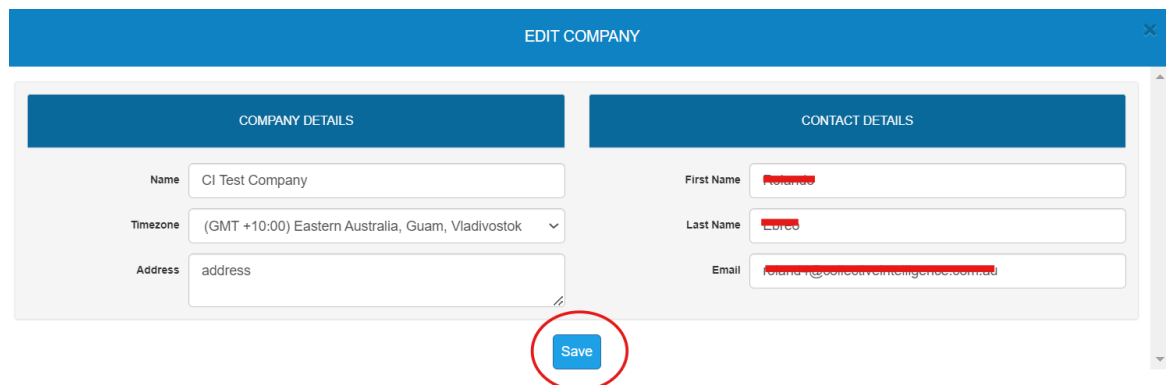 EDIT COMPANY
COMPANY DETAILS
Name CI Test Company
Timezone (GMT +10:00) Eastern Australia, Guam, Vladivostok
Address address
CONTACT DETAILS
First Name
Last Name
Email
Save